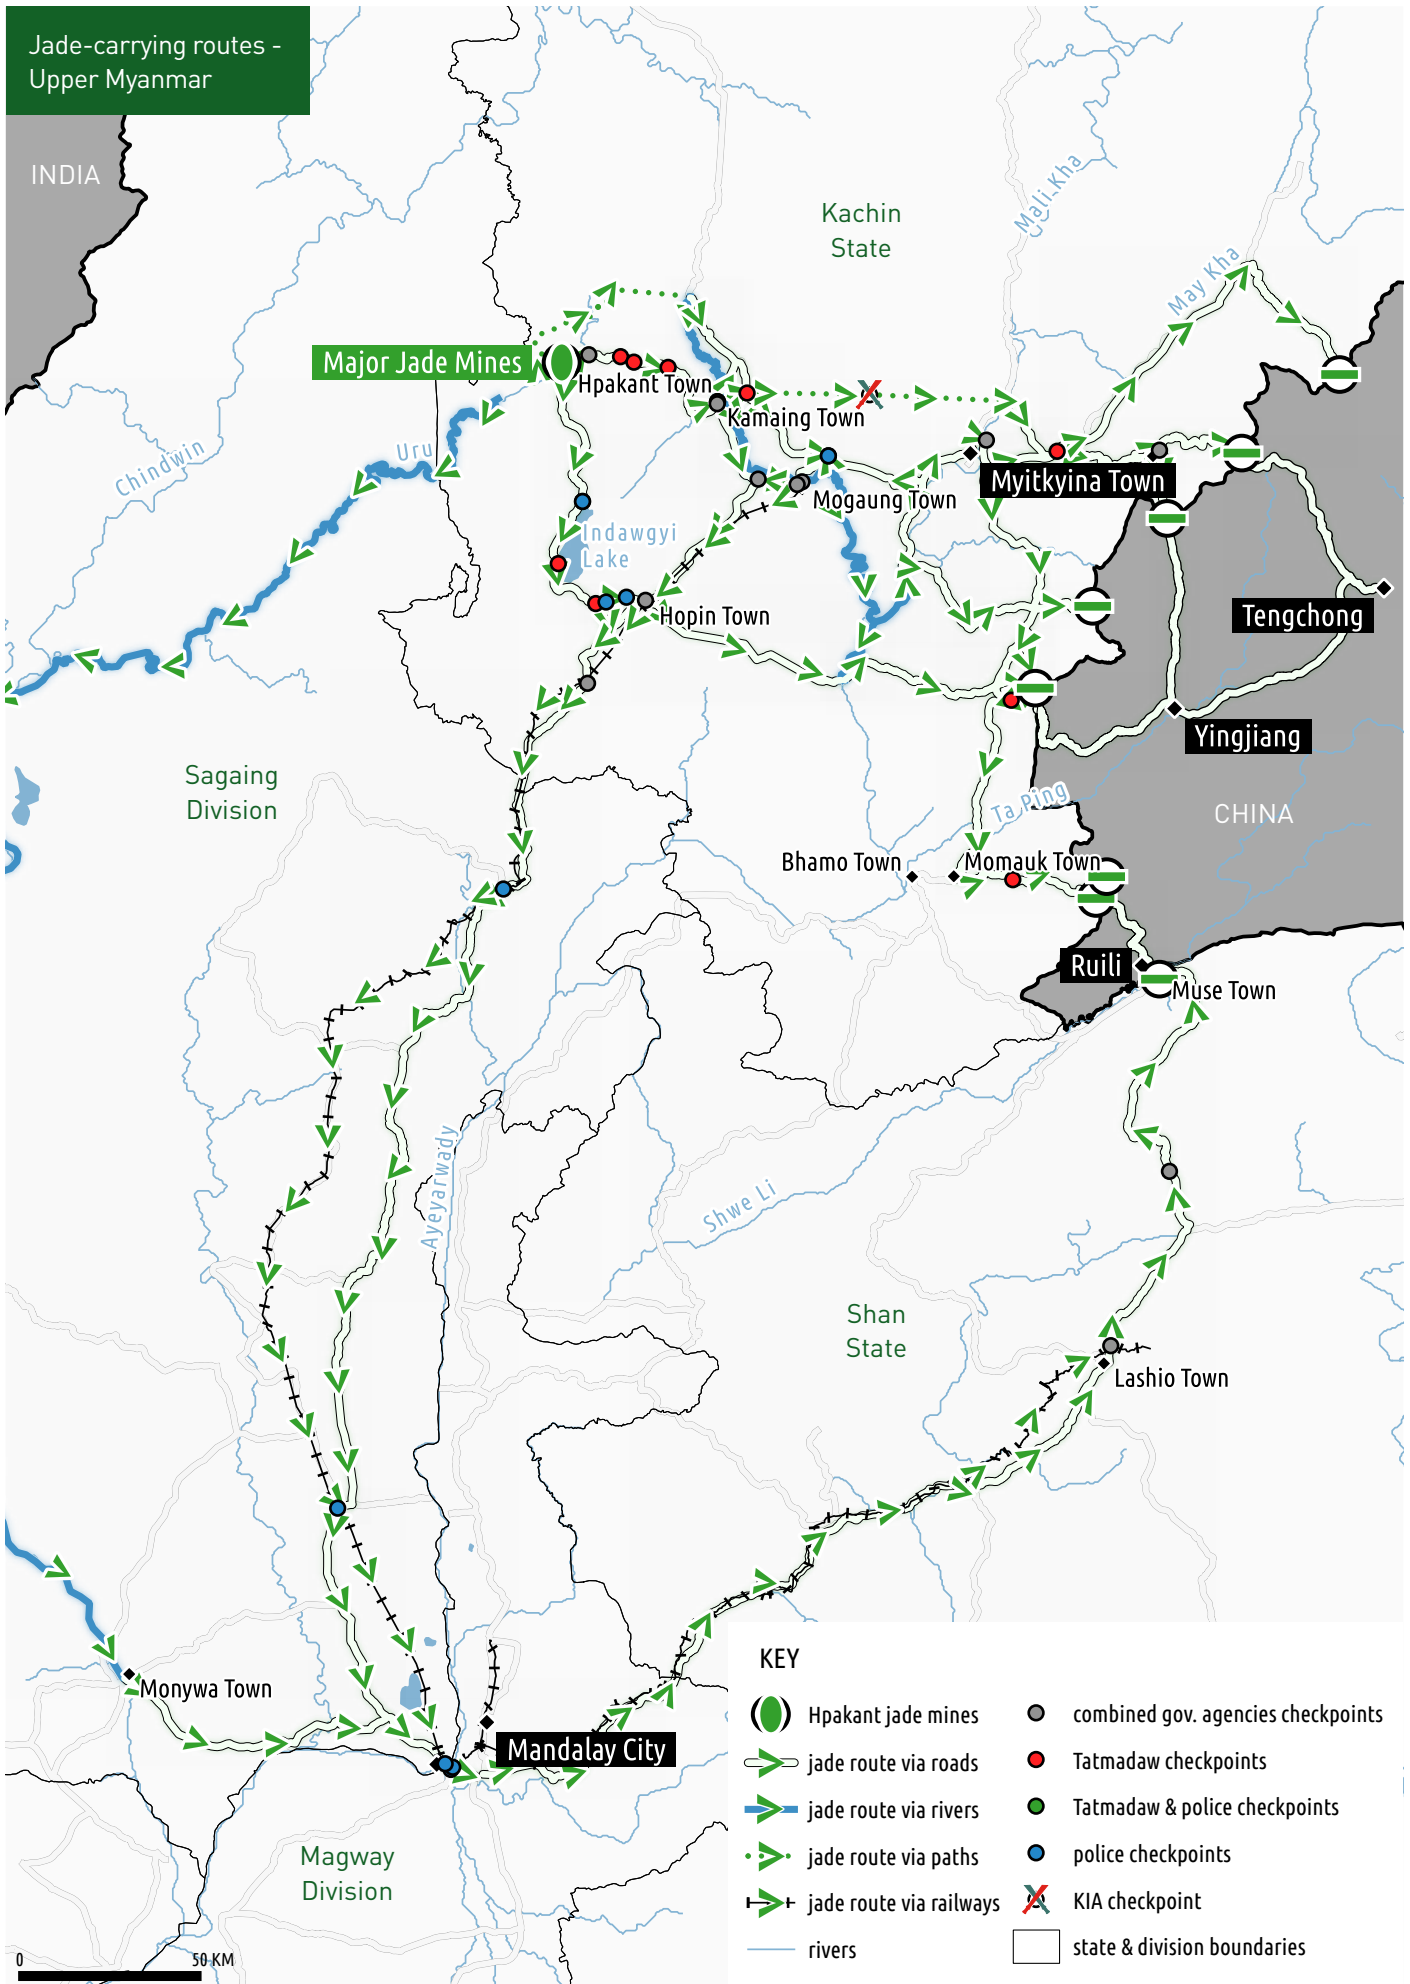 Jade-carrying routes -
Upper Myanmar
INDIA
Kachin
State
Mali Kha
May Kha
Major Jade Mines
Hpakant Town
Kamaing Town
Chindwin
Uru
Myitkyina Town
Mogaung Town
Indawgyi
Lake
Hopin Town
Tengchong
Yingjiang
Sagaing
Division
Ta Ping
CHINA
Bhamo Town
Momauk Town
Ruili
Muse Town
Ayeyarwady
Shwe Li
Shan
State
Lashio Town
Monywa Town
Mandalay City
Magway
Division
0
50 KM
KEY
Hpakant jade mines
jade route via roads
jade route via rivers
jade route via paths
jade route via railways
rivers
combined gov. agencies checkpoints
Tatmadaw checkpoints
Tatmadaw & police checkpoints
police checkpoints
KIA checkpoint
state & division boundaries